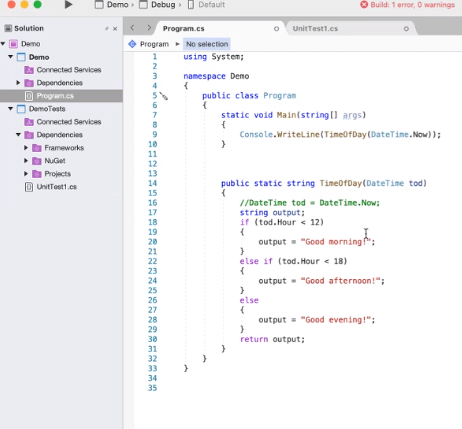 Demo › Debug › Default
Build: 1 error, 0 warnings
Solution
Demo
Demo
Connected Services
Dependencies
Program.cs
DemoTests
Connected Services
Dependencies
Frameworks
NuGet
Projects
UnitTest1.cs
Program.cs
UnitTest1.cs
Program ▸ No selection
1 using System;
2
3 namespace Demo
4 {
5 public class Program
6 {
7 static void Main(string[] args)
8 {
9 Console.WriteLine(TimeOfDay(DateTime.Now));
10 }
11
12
13
14 public static string TimeOfDay(DateTime tod)
15 {
16 //DateTime tod = DateTime.Now;
17 string output;
18 if (tod.Hour < 12)
19 {
20 output = "Good morning!";
21 }
22 else if (tod.Hour < 18)
23 {
24 output = "Good afternoon!";
25 }
26 else
27 {
28 output = "Good evening!";
29 }
30 return output;
31 }
32 }
33 }
34
35